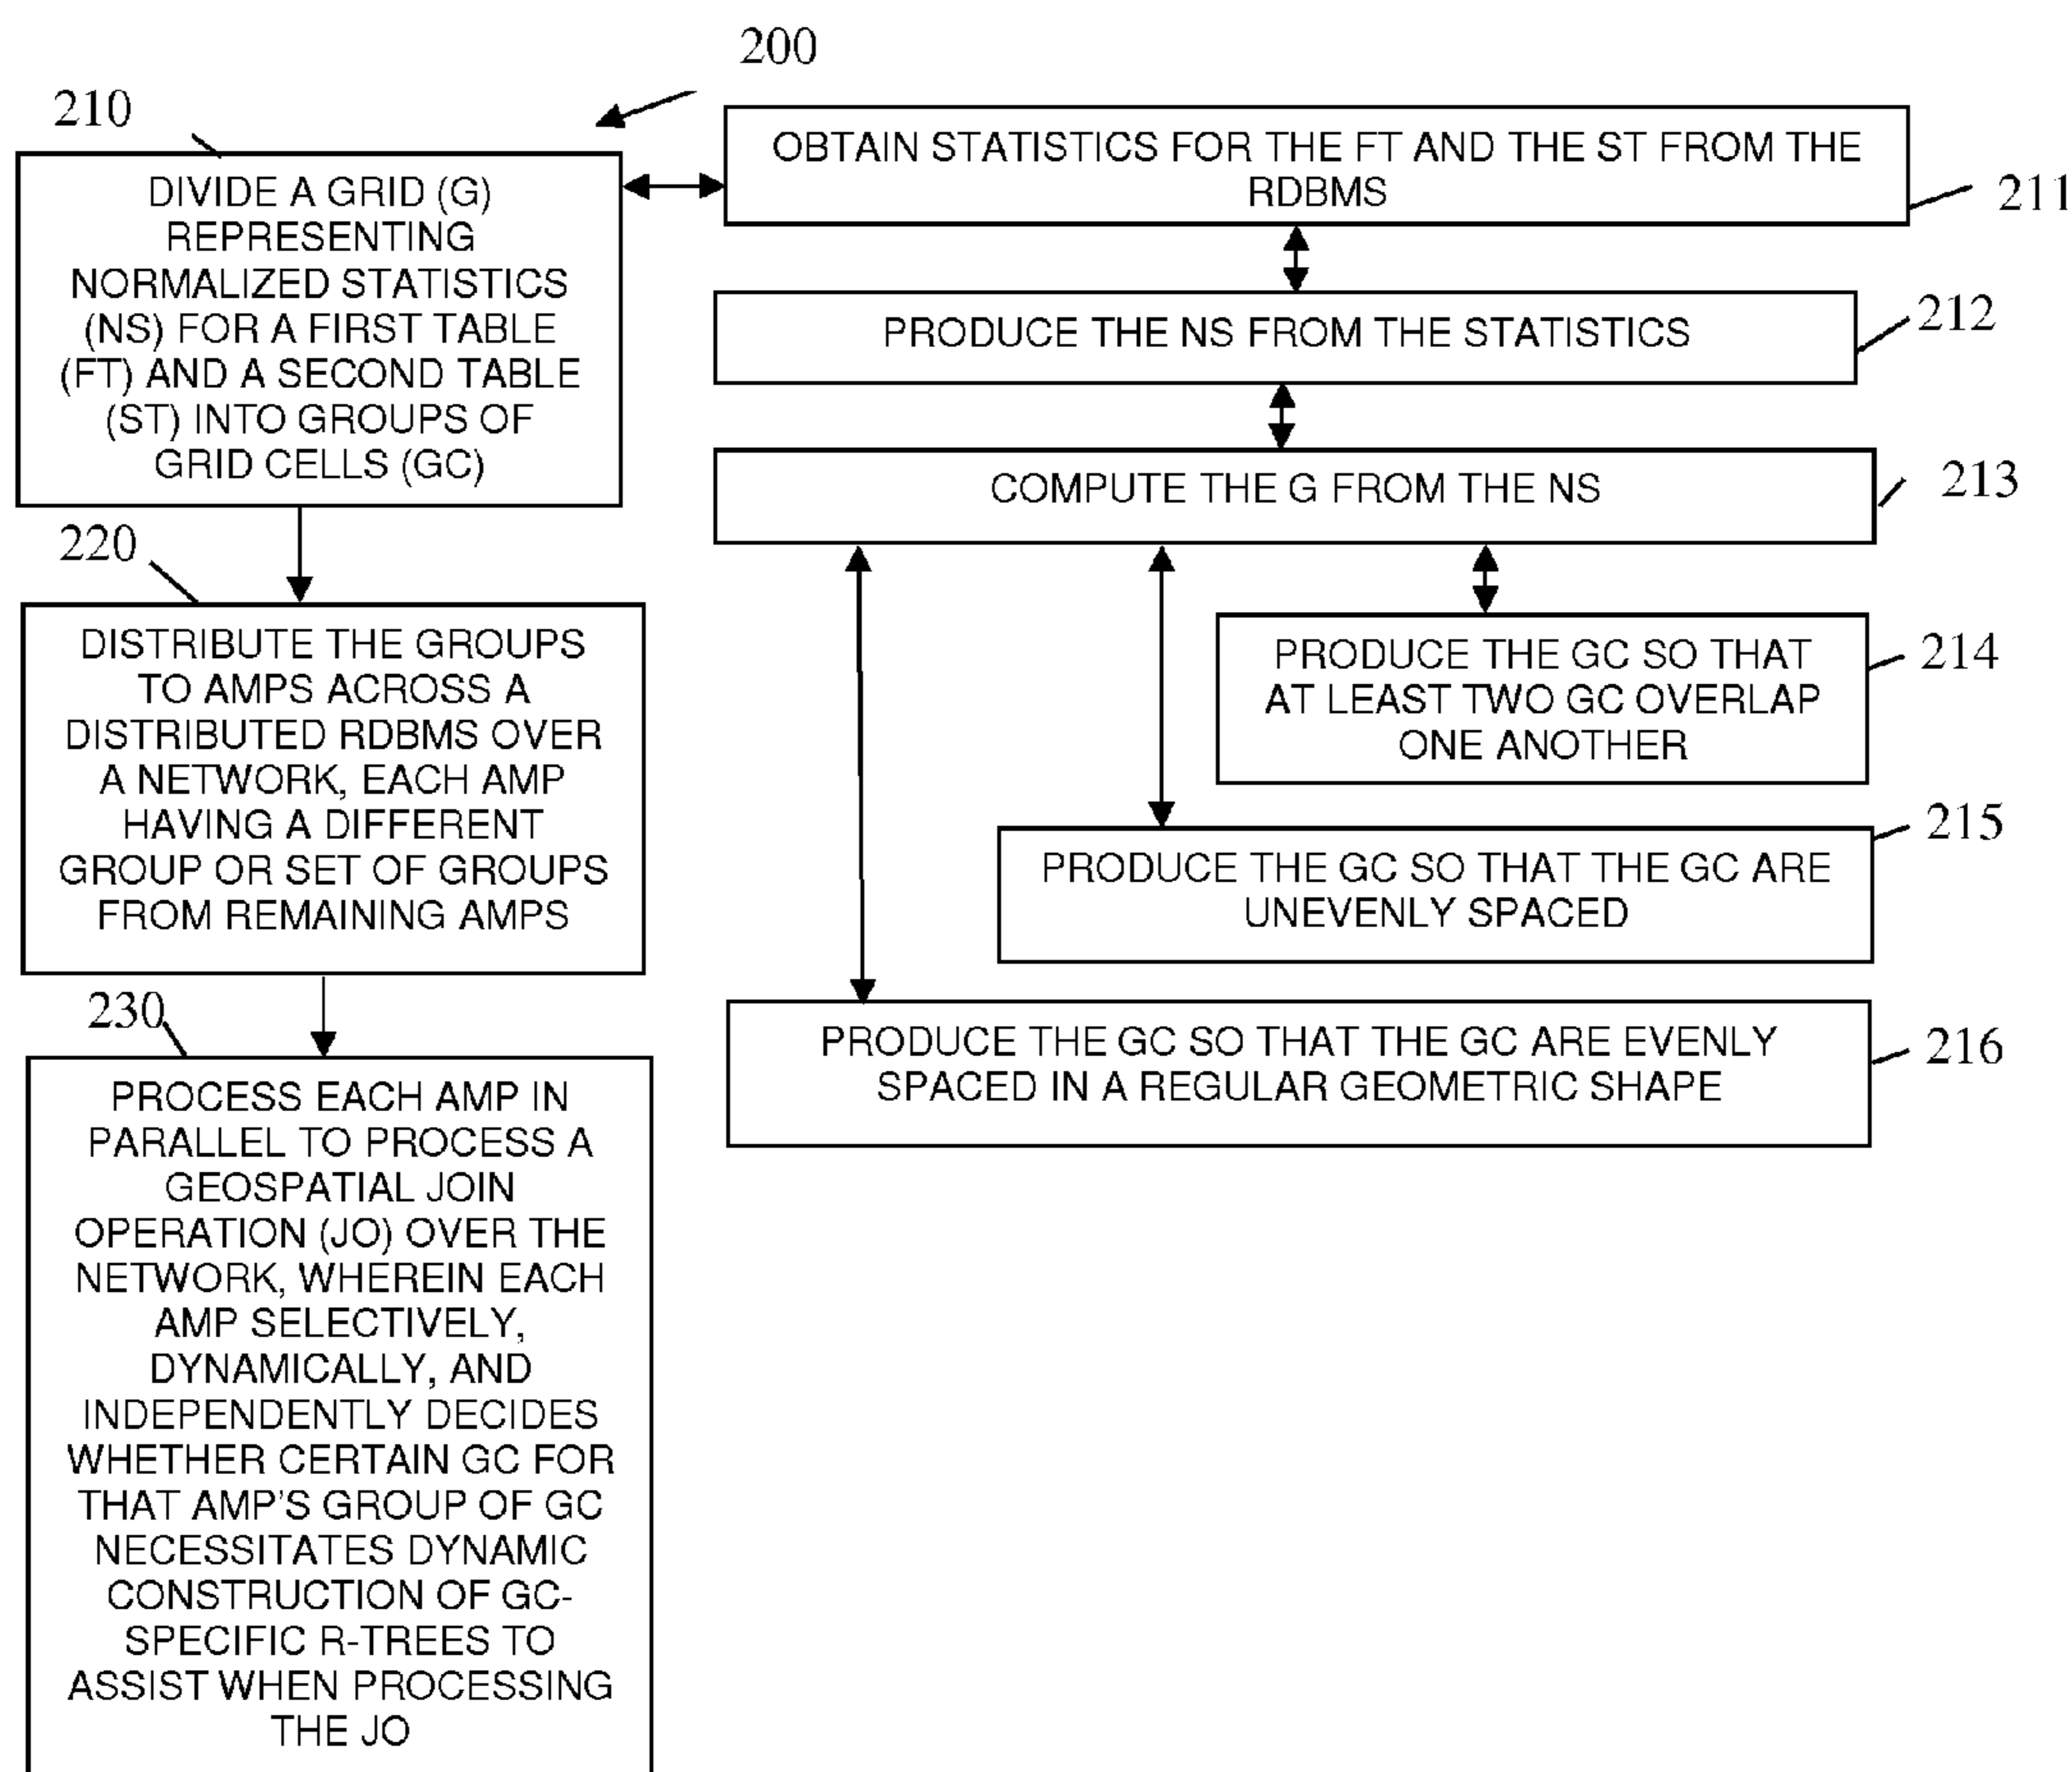 200
210
DIVIDE A GRID (G)
REPRESENTING
NORMALIZED STATISTICS
(NS) FOR A FIRST TABLE
(FT) AND A SECOND TABLE
(ST) INTO GROUPS OF
GRID CELLS (GC)
OBTAIN STATISTICS FOR THE FT AND THE ST FROM THE
RDBMS
211
PRODUCE THE NS FROM THE STATISTICS
212
COMPUTE THE G FROM THE NS
213
220
DISTRIBUTE THE GROUPS
TO AMPS ACROSS A
DISTRIBUTED RDBMS OVER
A NETWORK, EACH AMP
HAVING A DIFFERENT
GROUP OR SET OF GROUPS
FROM REMAINING AMPS
PRODUCE THE GC SO THAT
AT LEAST TWO GC OVERLAP
ONE ANOTHER
214
PRODUCE THE GC SO THAT THE GC ARE
UNEVENLY SPACED
215
PRODUCE THE GC SO THAT THE GC ARE EVENLY
SPACED IN A REGULAR GEOMETRIC SHAPE
216
230
PROCESS EACH AMP IN
PARALLEL TO PROCESS A
GEOSPATIAL JOIN
OPERATION (JO) OVER THE
NETWORK, WHEREIN EACH
AMP SELECTIVELY,
DYNAMICALLY, AND
INDEPENDENTLY DECIDES
WHETHER CERTAIN GC FOR
THAT AMP'S GROUP OF GC
NECESSITATES DYNAMIC
CONSTRUCTION OF GC-
SPECIFIC R-TREES TO
ASSIST WHEN PROCESSING
THE JO